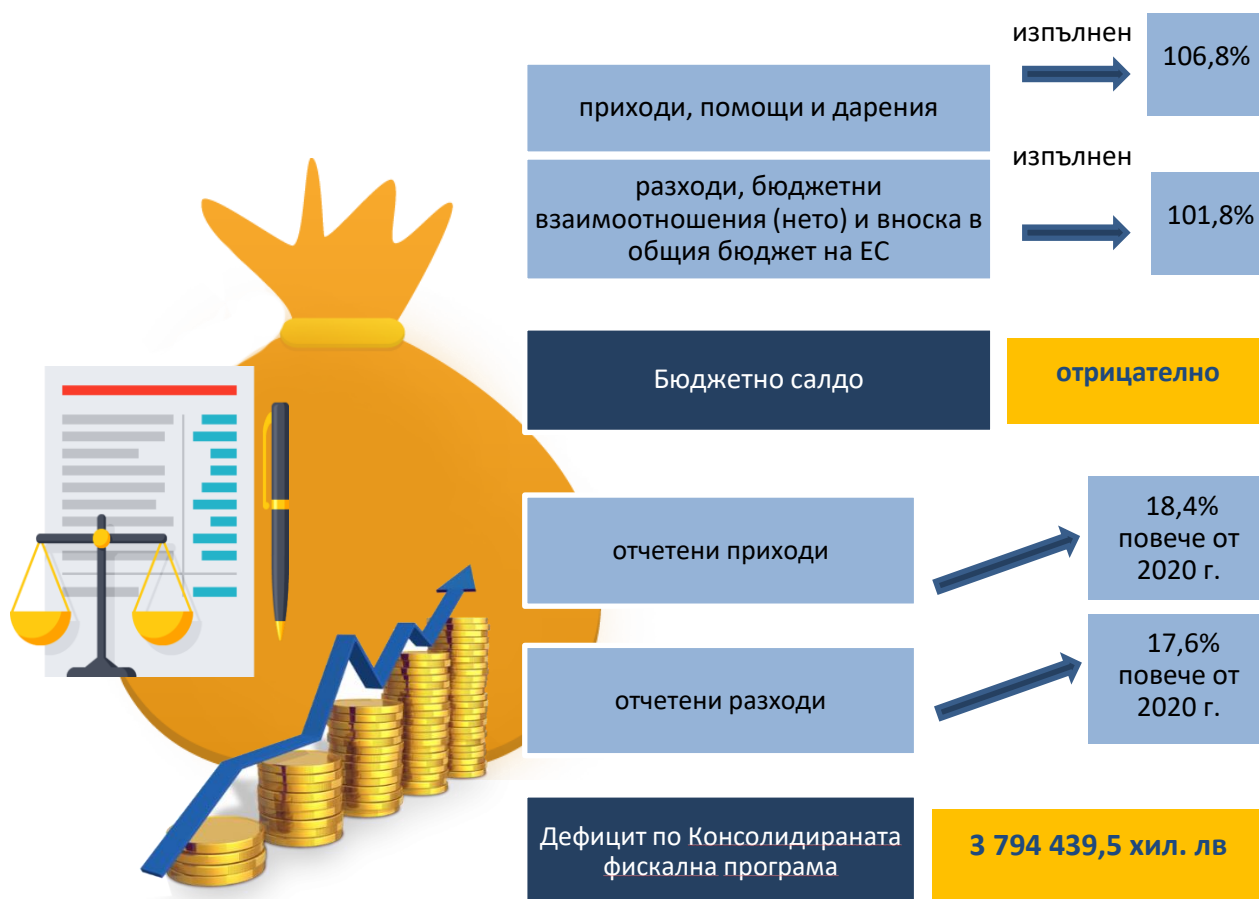 изпълнен
106,8%
приходи, помощи и дарения
изпълнен
101,8%
разходи, бюджетни
взаимоотношения (нето) и вноска в
общия бюджет на ЕС
Бюджетно салдо
отрицателно
отчетени приходи
18,4%
повече от
2020 г.
отчетени разходи
17,6%
повече от
2020 г.
Дефицит по Консолидираната
фискална програма
3 794 439,5 хил. лв